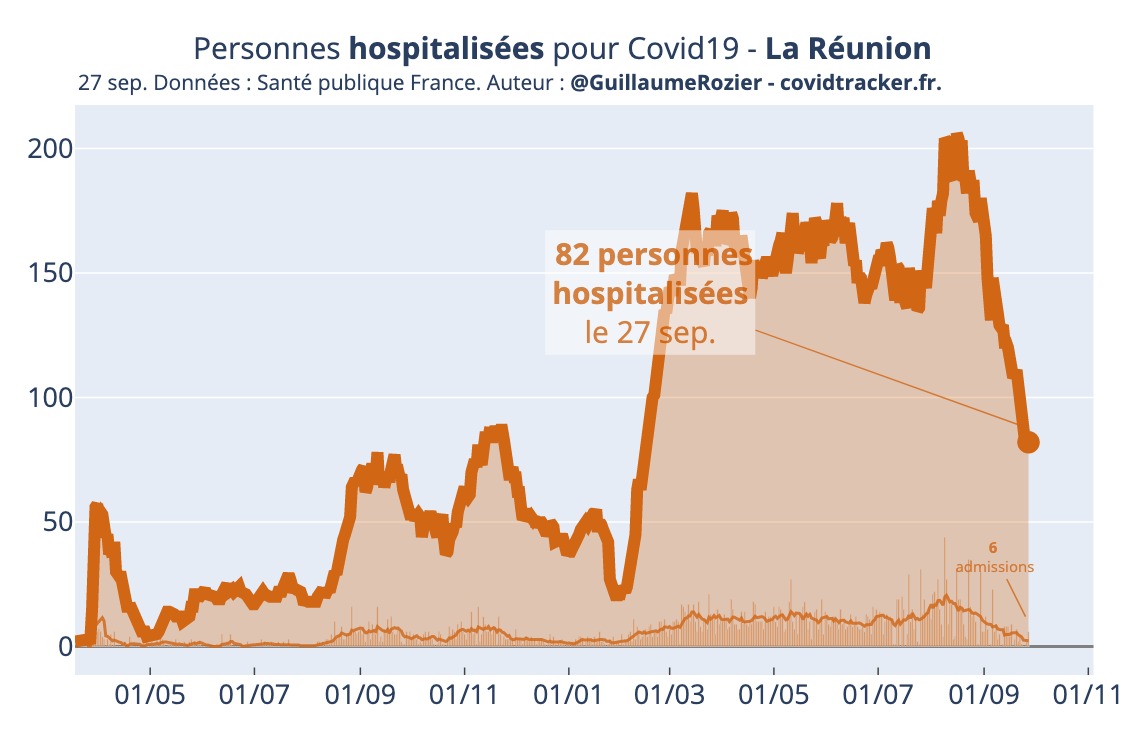 Personnes hospitalisées pour Covid19 - La Réunion
27 sep. Données : Santé publique France. Auteur : @GuillaumeRozier - covidtracker.fr.
200
150
100
50
0
82 personnes
hospitalisées
le 27 sep.
6
admissions
01/05 01/07 01/09 01/11 01/01 01/03 01/05 01/07 01/09 01/11